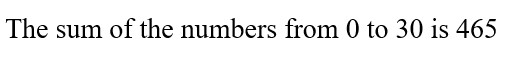 The sum of the numbers from 0 to 30 is 465